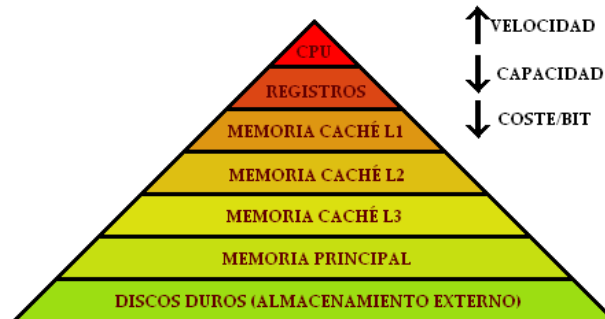 CPU
REGISTROS
MEMORIA CACHÉ L1
MEMORIA CACHÉ L2
MEMORIA CACHÉ L3
MEMORIA PRINCIPAL
DISCOS DUROS (ALMACENAMIENTO EXTERNO)
VELOCIDAD
CAPACIDAD
COSTE/BIT